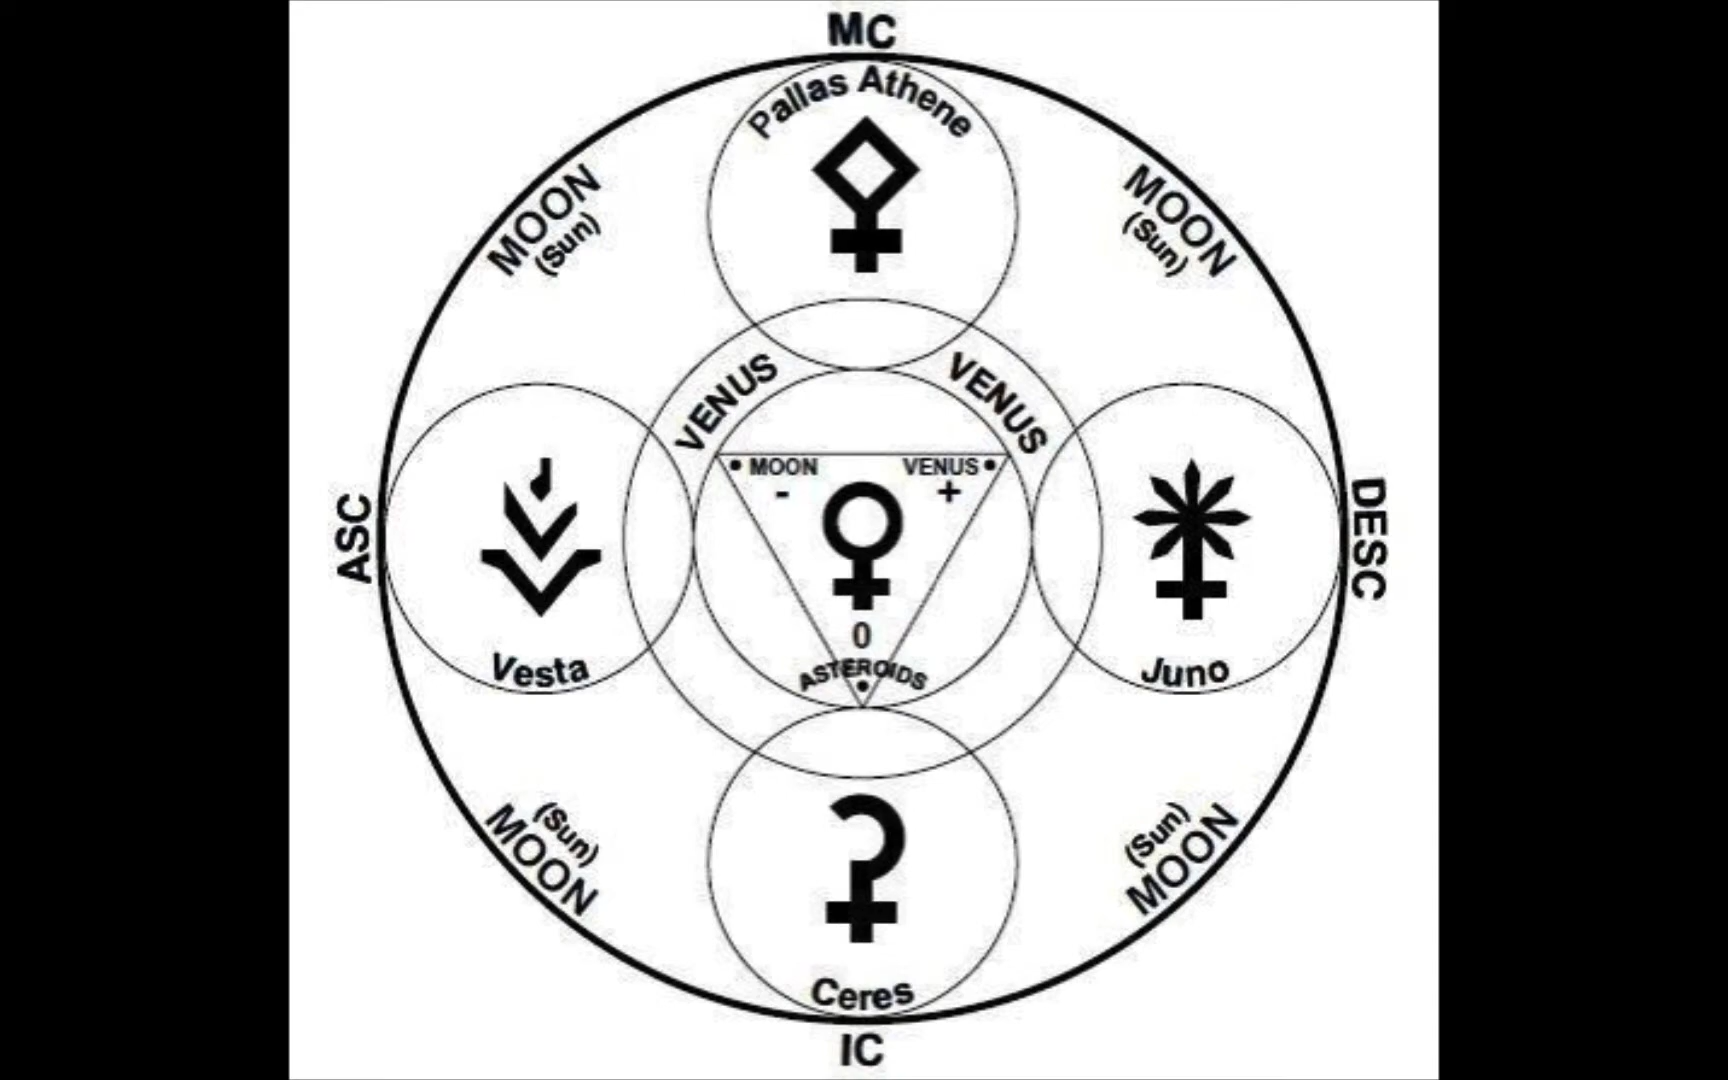 MC
Pallas Athene
MOON
(Sun)
MOON
(Sun)
VENUS
VENUS
MOON
-
VENUS
+
ASC
DESC
0
ASTEROIDS
Vesta
Juno
(Sun)
MOON
(Sun)
MOON
Ceres
IC